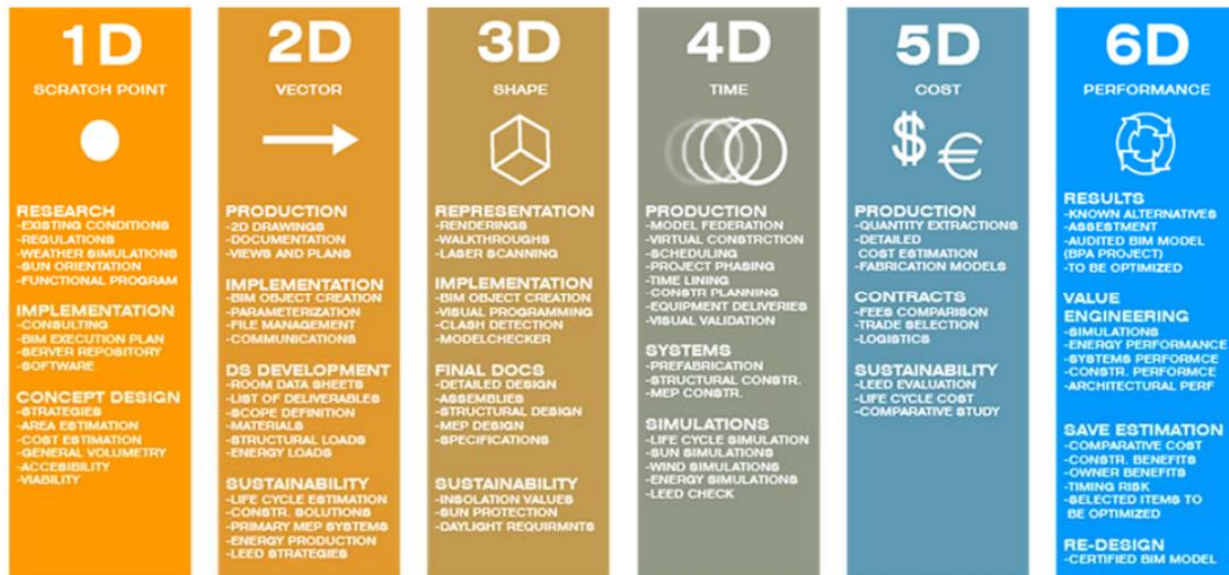 1D
SCRATCH POINT
RESEARCH
-EXISTING CONDITIONS
-REGULATIONS
-WEATHER SIMULATIONS
-SUN ORIENTATION
-FUNCTIONAL PROGRAM
IMPLEMENTATION
-CONSULTING
-BIM EXECUTION PLAN
-SERVER REPOSITORY
-SOFTWARE
CONCEPT DESIGN
-STRATEGIES
-AREA ESTIMATION
-COST ESTIMATION
-GENERAL VOLUMETRY
-ACCESIBILITY
-VIABILITY
2D
VECTOR
PRODUCTION
-2D DRAWINGS
-DOCUMENTATION
-VIEWS AND PLANS
IMPLEMENTATION
-BIM OBJECT CREATION
-PARAMETERIZATION
-FILE MANAGEMENT
-COMMUNICATIONS
DS DEVELOPMENT
-ROOM DATA SHEETS
-LIST OF DELIVERABLES
-SCOPE DEFINITION
-MATERIALS
-STRUCTURAL LOADS
-ENERGY LOADS
SUSTAINABILITY
-LIFE CYCLE ESTIMATION
-CONSTR. SOLUTIONS
-PRIMARY MEP SYSTEMS
-ENERGY PRODUCTION
-LEED STRATEGIES
3D
SHAPE
REPRESENTATION
-RENDERINGS
-WALKTHROUGHS
-LASER SCANNING
IMPLEMENTATION
-BIM OBJECT CREATION
-VISUAL PROGRAMMING
-CLASH DETECTION
-MODELCHECKER
FINAL DOCS
-DETAILED DESIGN
-ASSEMBLIES
-STRUCTURAL DESIGN
-MEP DESIGN
-SPECIFICATIONS
SUSTAINABILITY
-INSOLATION VALUES
-SUN PROTECTION
-DAYLIGHT REQUIRMNTS
4D
TIME
PRODUCTION
-MODEL FEDERATION
-VIRTUAL CONSTRCTION
-SCHEDULING
-PROJECT PHASING
-TIME LINING
-CONSTR PLANNING
-EQUIPMENT DELIVERIES
-VISUAL VALIDATION
SYSTEMS
-PREFABRICATION
-STRUCTURAL CONSTR.
-MEP CONSTR.
SIMULATIONS
-LIFE CYCLE SIMULATION
-SUN SIMULATIONS
-WIND SIMULATIONS
-ENERGY SIMULATIONS
-LEED CHECK
5D
COST
$ €
PRODUCTION
-QUANTITY EXTRACTIONS
-DETAILED
COST ESTIMATION
-FABRICATION MODELS
CONTRACTS
-FEES COMPARISON
-TRADE SELECTION
-LOGISTICS
SUSTAINABILITY
-LEED EVALUATION
-LIFE CYCLE COST
-COMPARATIVE STUDY
6D
PERFORMANCE
RESULTS
-KNOWN ALTERNATIVES
-ASSESTMENT
-AUDITED BIM MODEL
(BPA PROJECT)
-TO BE OPTIMIZED
VALUE
ENGINEERING
-SIMULATIONS
-ENERGY PERFORMANCE
-SYSTEMS PERFORMCE
-CONSTR. PERFORMCE
-ARCHITECTURAL PERF
SAVE ESTIMATION
-COMPARATIVE COST
-CONSTR. BENEFITS
-OWNER BENEFITS
-TIMING RISK
-SELECTED ITEMS TO
BE OPTIMIZED
RE-DESIGN
-CERTIFIED BIM MODEL